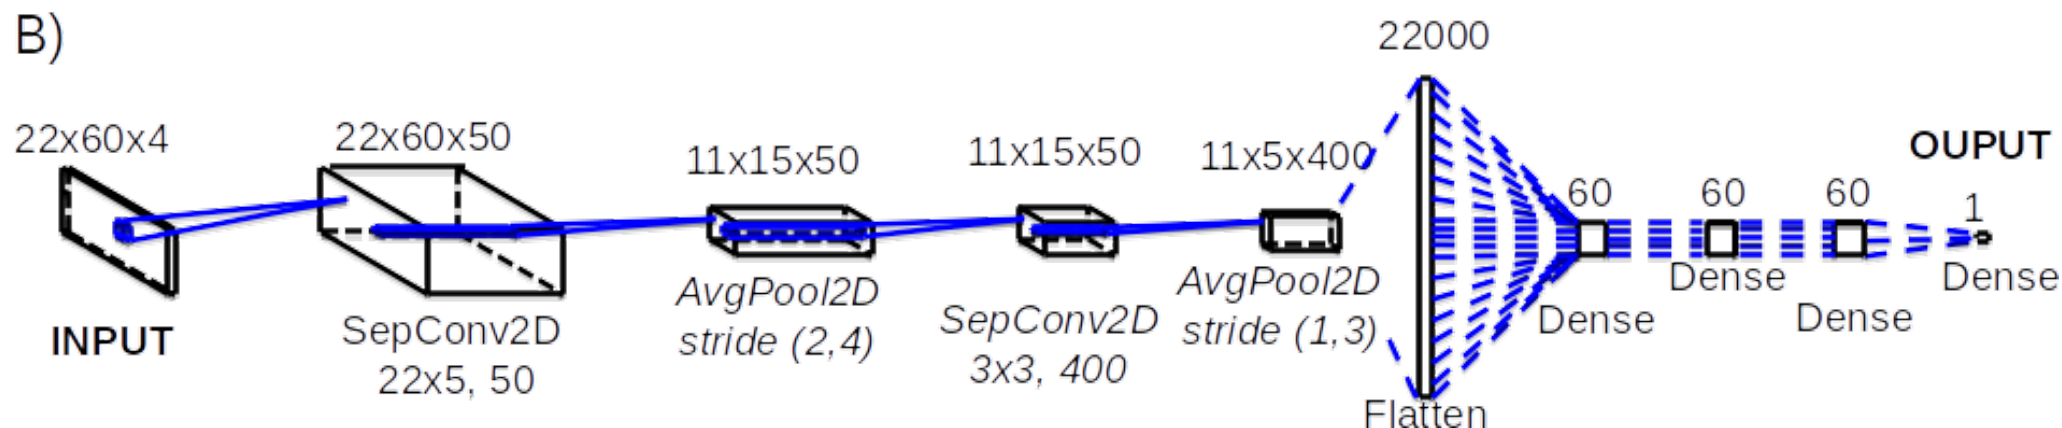 B)
22x60x4
INPUT
22x60x50
SepConv2D
22x5, 50
11x15x50
AvgPool2D
stride (2,4)
11x15x50
SepConv2D
3x3, 400
11x5x400
AvgPool2D
stride (1,3)
22000
Flatten
60
Dense
60
Dense
60
Dense
OUPUT
1
Dense